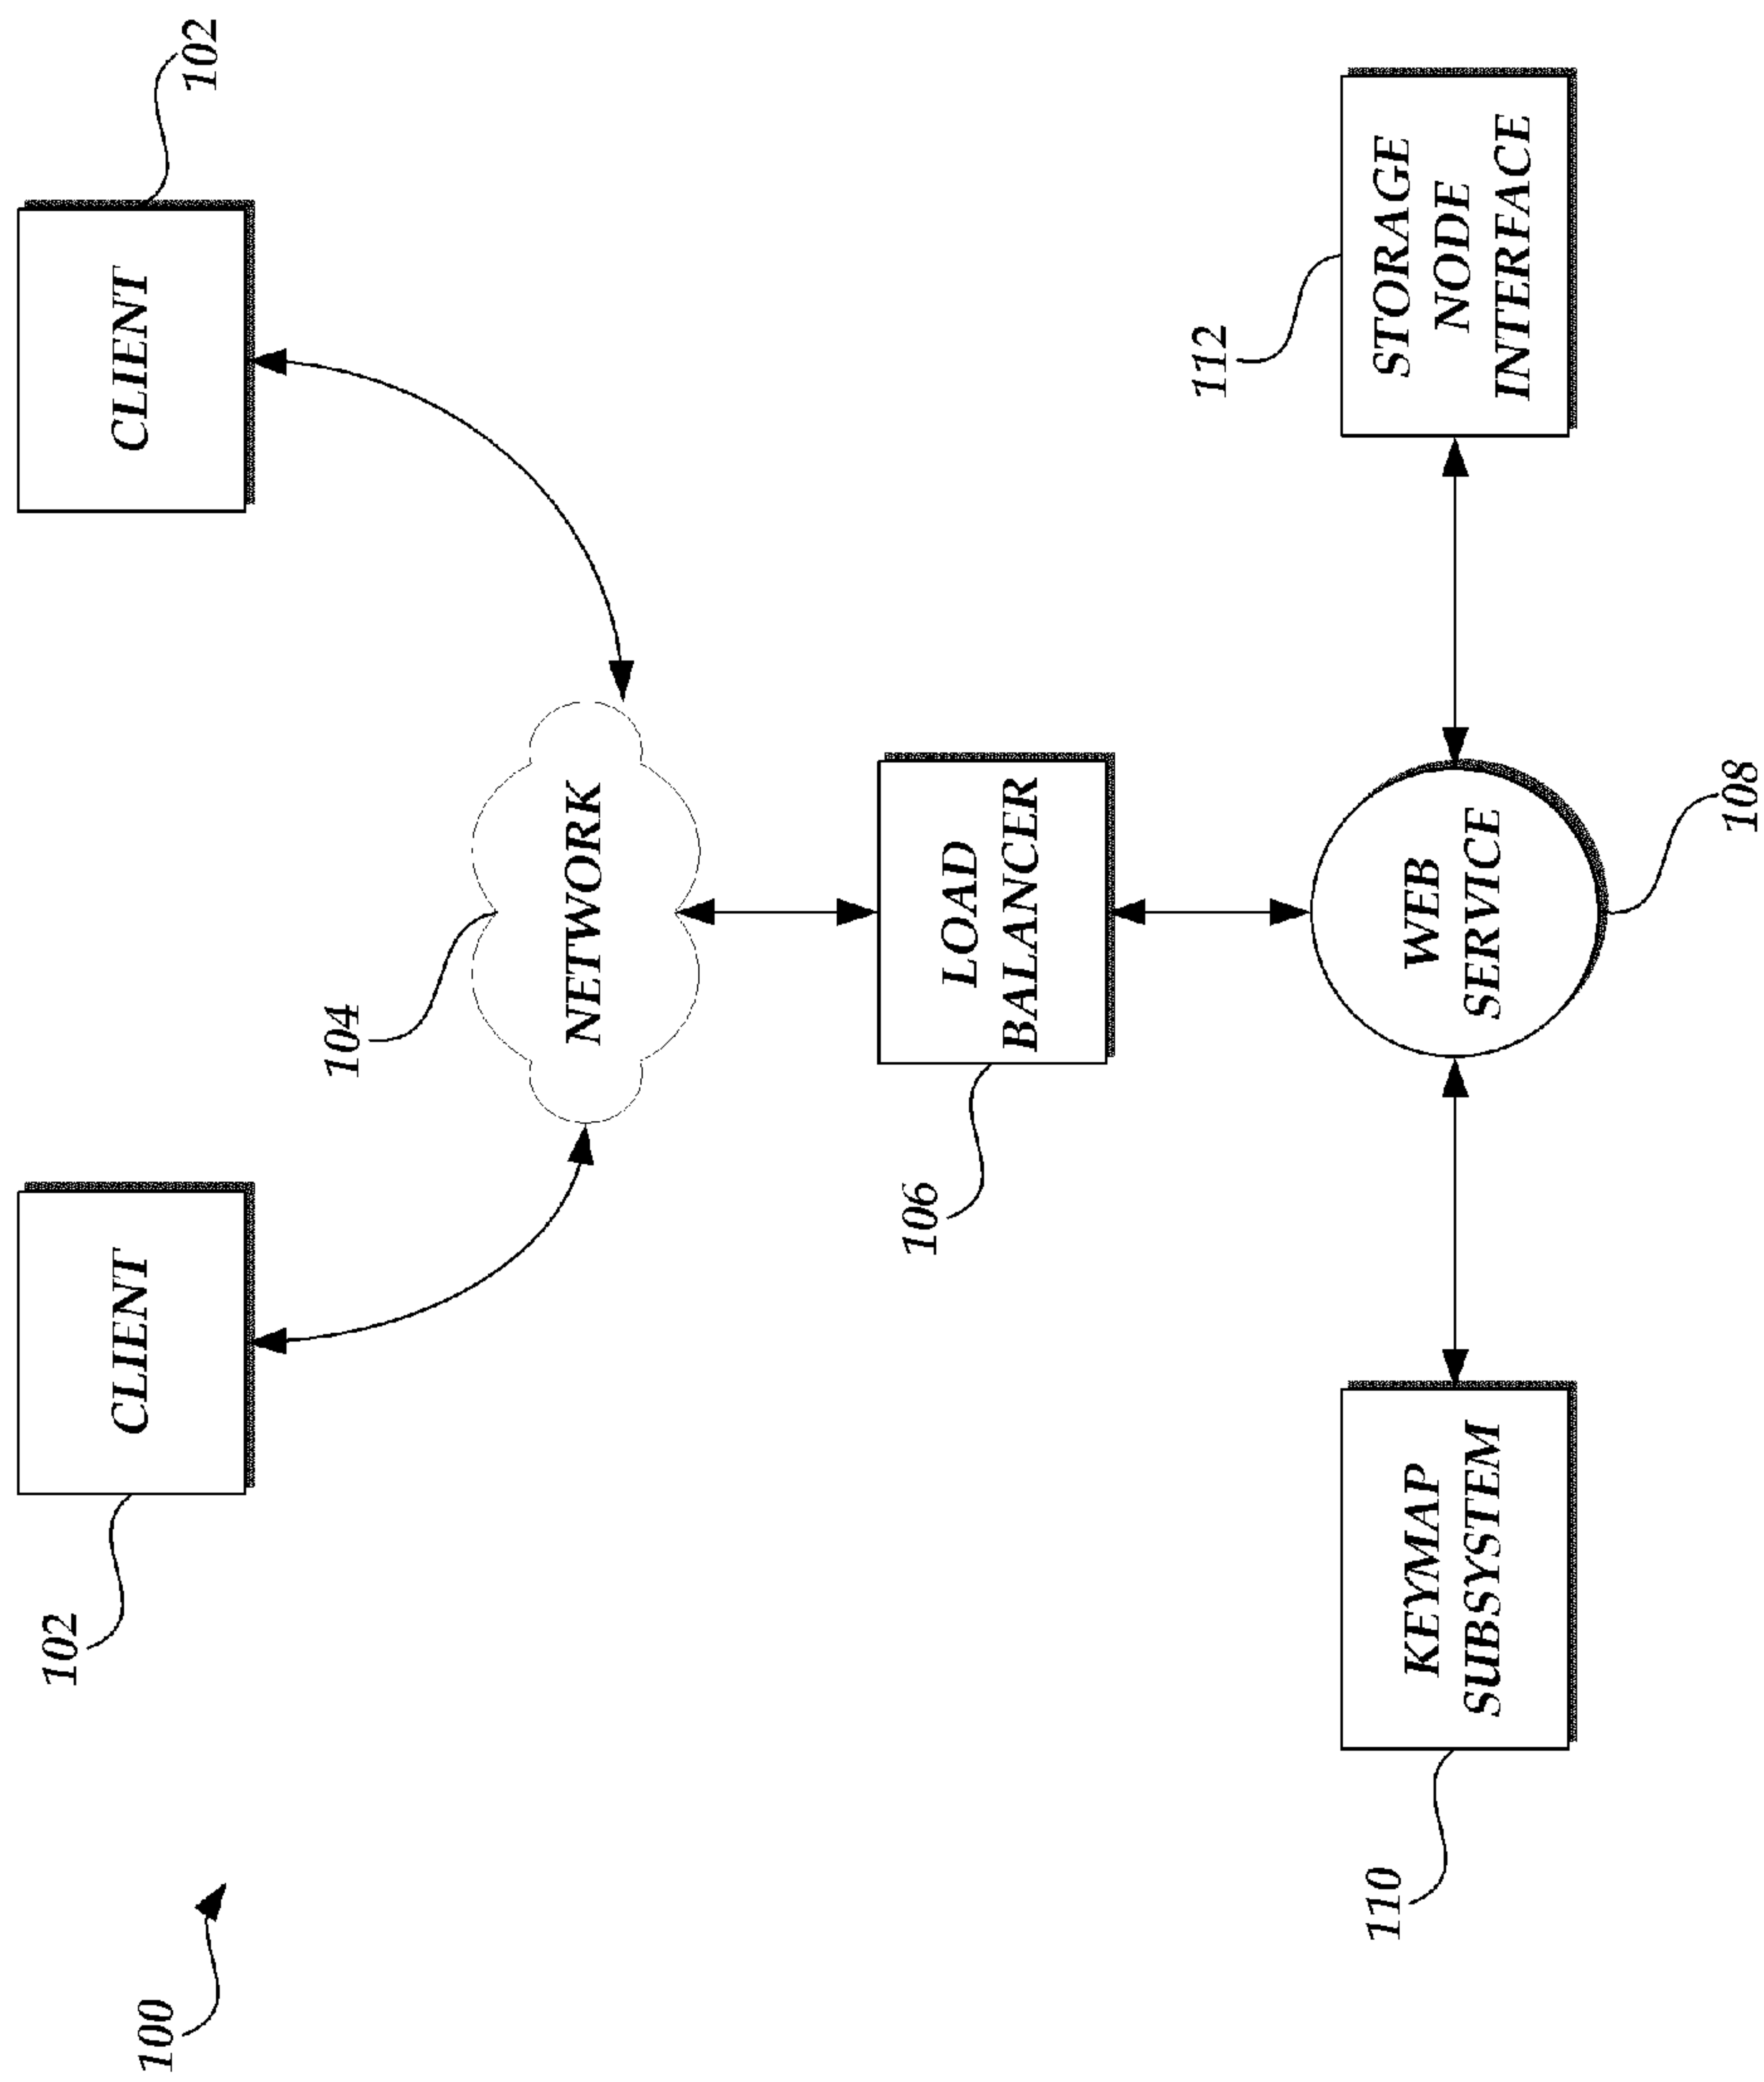 100
102
CLIENT
CLIENT
102
104
NETWORK
106
LOAD
BALANCER
110
KEYMAP
SUBSYSTEM
WEB
SERVICE
108
112
STORAGE
NODE
INTERFACE